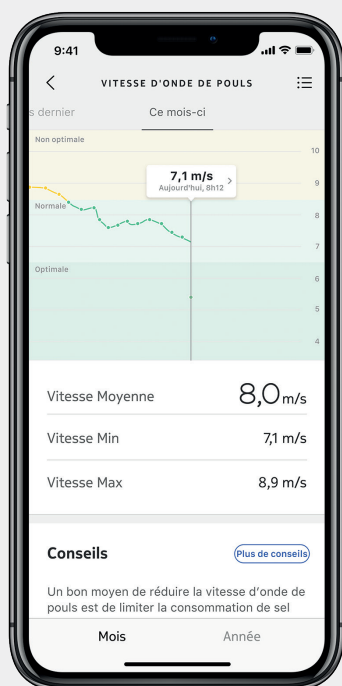 9:41
VITESSE D'ONDE DE POULS
s dernier
Ce mois-ci
Non optimale
10
7,1 m/s
Aujourd'hui, 8h12
9
Normale
8
7
Optimale
6
5
4
Vitesse Moyenne
8,0 m/s
Vitesse Min
7,1 m/s
Vitesse Max
8,9 m/s
Conseils
Plus de conseils
Un bon moyen de réduire la vitesse d'onde de
pouls est de limiter la consommation de sel
Mois
Année